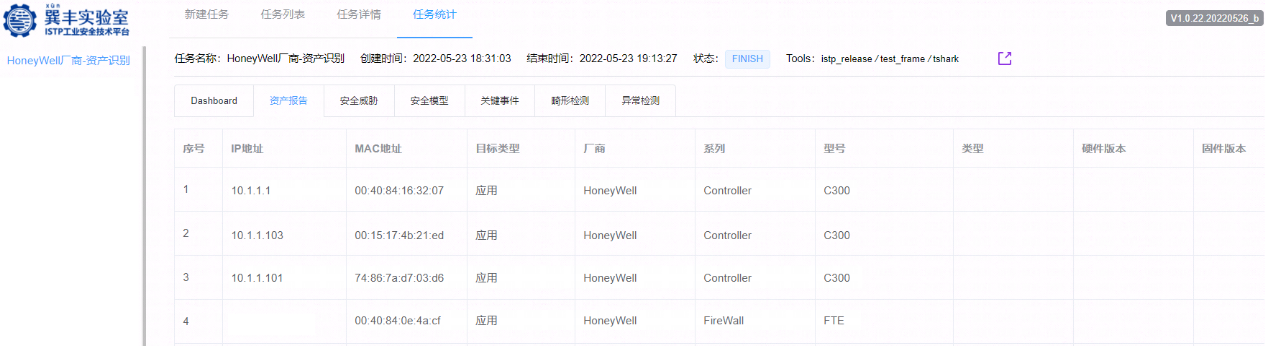 XGR
巽丰实验室
ISTP工业安全技术平台
新建任务 任务列表 任务详情 任务统计
V1.0.22.20220526_b
HoneyWell厂商-资产识别
任务名称：HoneyWell厂商-资产识别 创建时间：2022-05-23 18:31:03 结束时间：2022-05-23 19:13:27 状态： FINISH Tools：istp_release / test_frame / tshark
Dashboard 资产报告 安全威胁 安全模型 关键事件 畸形检测 异常检测
序号 IP地址 MAC地址 目标类型 厂商 系列 型号 类型 硬件版本 固件版本
1 10.1.1.1 00:40:84:16:32:07 应用 HoneyWell Controller C300
2 10.1.1.103 00:15:17:4b:21:ed 应用 HoneyWell Controller C300
3 10.1.1.101 74:86:7a:d7:03:d6 应用 HoneyWell Controller C300
4 00:40:84:0e:4a:cf 应用 HoneyWell FireWall FTE